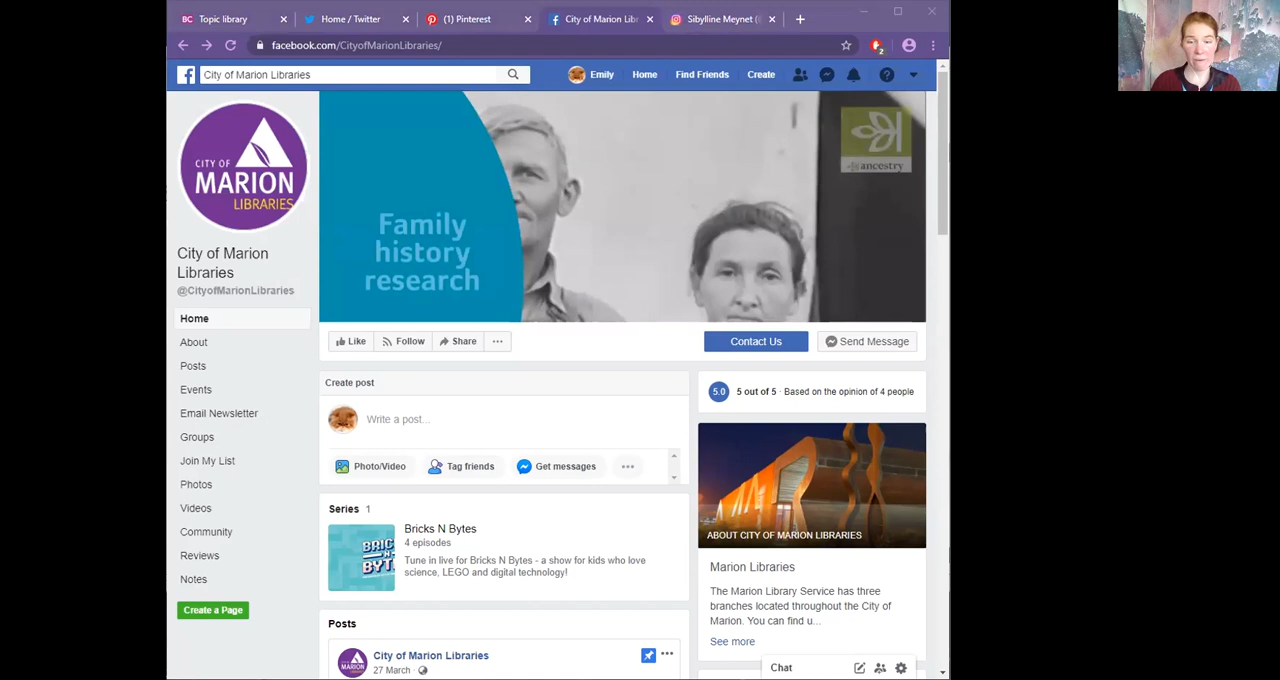 Topic library
Home / Twitter
(1) Pinterest
City of Marion Libr
Sibylline Meynet (
facebook.com/CityofMarionLibraries/
2
City of Marion Libraries
Emily
Home
Find Friends
Create
CITY OF
MARION
LIBRARIES
Family
history
research
ancestry
City of Marion
Libraries
@CityofMarionLibraries
Home
About
Posts
Events
Email Newsletter
Groups
Join My List
Photos
Videos
Community
Reviews
Notes
Create a Page
Like
Follow
Share
Contact Us
Send Message
Create post
Write a post...
Photo/Video
Tag friends
Get messages
Series 1
BRIC
N
BYT
Bricks N Bytes
4 episodes
Tune in live for Bricks N Bytes - a show for kids who love
science, LEGO and digital technology!
Posts
MARION
City of Marion Libraries
27 March ·
5.0
5 out of 5 · Based on the opinion of 4 people
ABOUT CITY OF MARION LIBRARIES
Marion Libraries
The Marion Library Service has three
branches located throughout the City of
Marion. You can find u...
See more
Chat